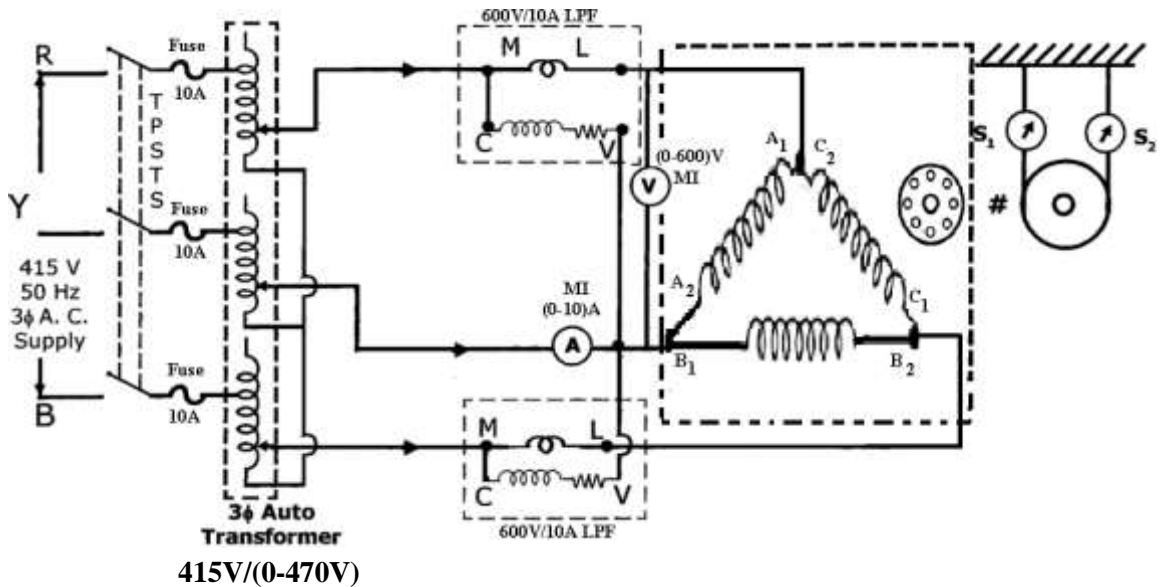 600V/10A LPF
R
Fuse
10A
TPSTS
M
L
C
V
A1
C2
S1
S2
(0-600)V
MI
V
#
Y
Fuse
10A
415 V
50 Hz
3ϕ A. C.
Supply
MI
(0-10)A
A
A2
C1
B1
B2
Fuse
10A
B
M
L
C
V
600V/10A LPF
3ϕ Auto
Transformer
415V/(0-470V)